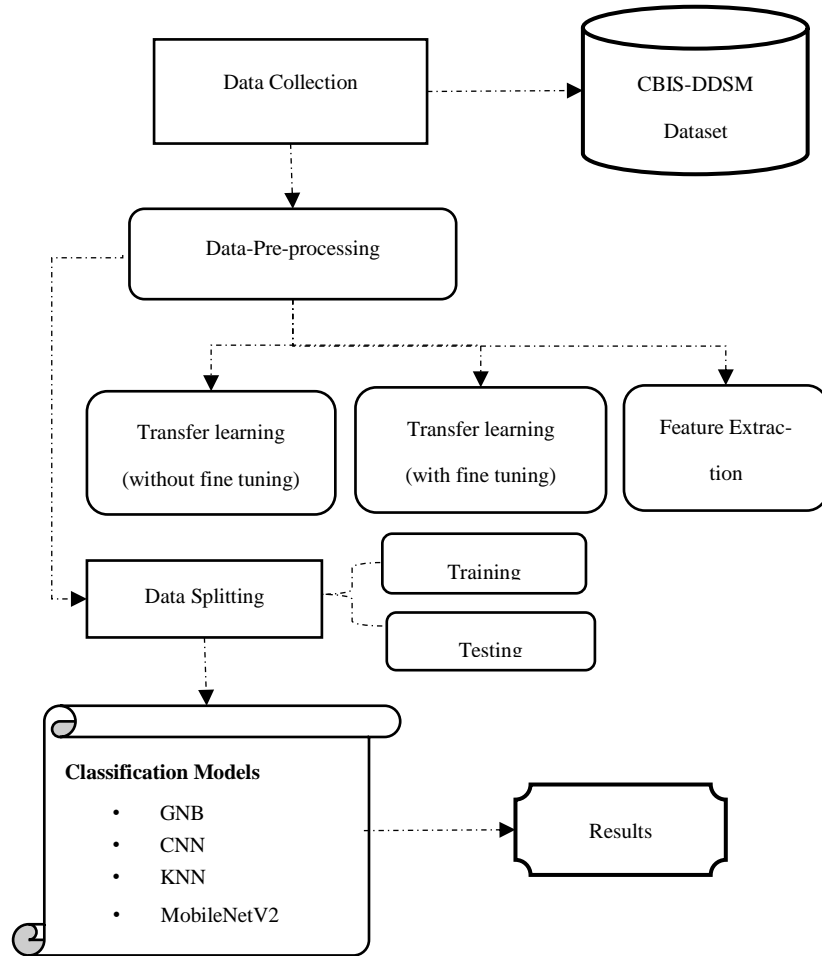 Data Collection
CBIS-DDSM
Dataset
Data-Pre-processing
Transfer learning
(without fine tuning)
Transfer learning
(with fine tuning)
Feature Extrac-
tion
Data Splitting
Training
Testing
Classification Models
• GNB
• CNN
• KNN
• MobileNetV2
Results